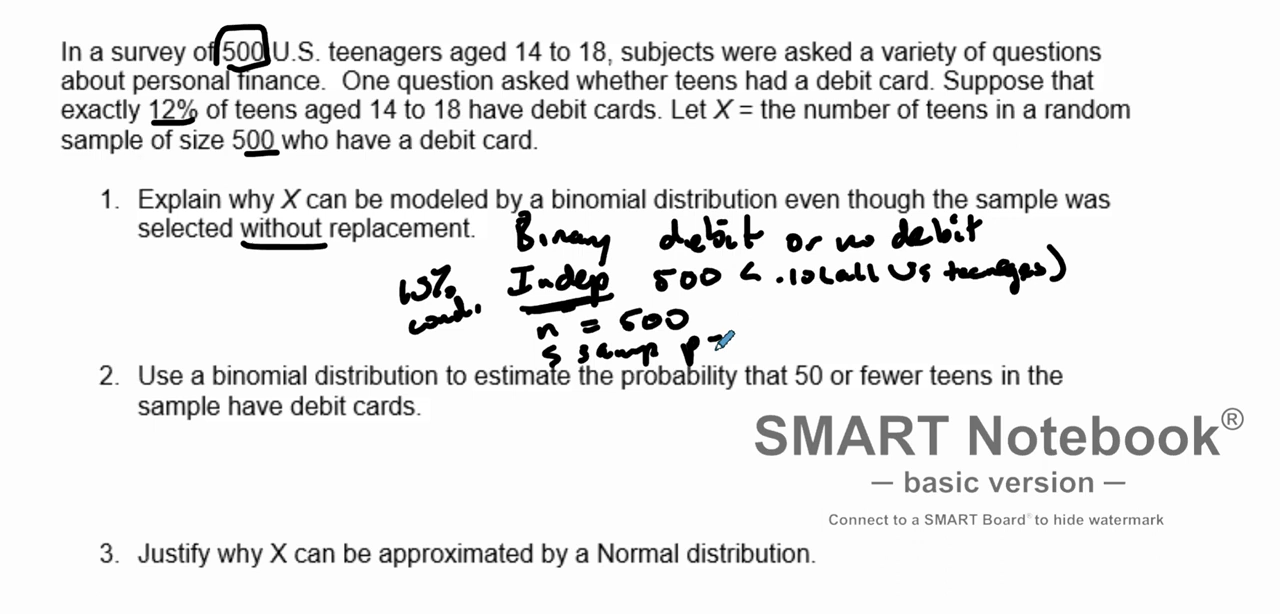 In a survey of 500 U.S. teenagers aged 14 to 18, subjects were asked a variety of questions
about personal finance. One question asked whether teens had a debit card. Suppose that
exactly 12% of teens aged 14 to 18 have debit cards. Let X = the number of teens in a random
sample of size 500 who have a debit card.
1. Explain why X can be modeled by a binomial distribution even though the sample was
selected without replacement.
Binary debit or no debit
10% Indep 500 < .10(all US teenages)
cond.
n = 500
s samp p =
2. Use a binomial distribution to estimate the probability that 50 or fewer teens in the
sample have debit cards.
SMART Notebook®
— basic version —
Connect to a SMART Board® to hide watermark
3. Justify why X can be approximated by a Normal distribution.